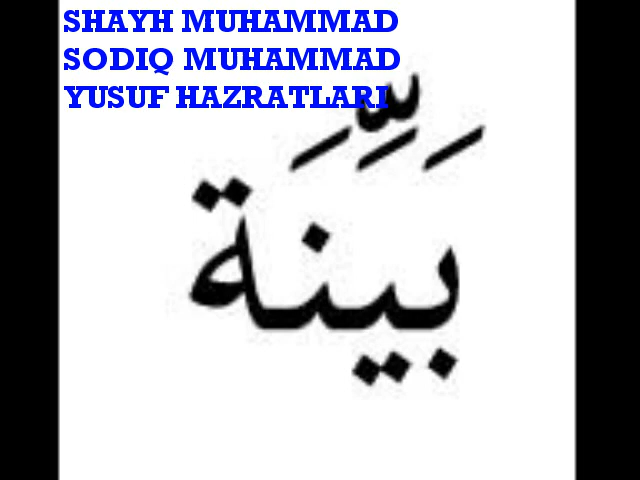 SHAYH MUHAMMAD
SODIQ MUHAMMAD
YUSUF HAZRATLARI
بَيِّنَة